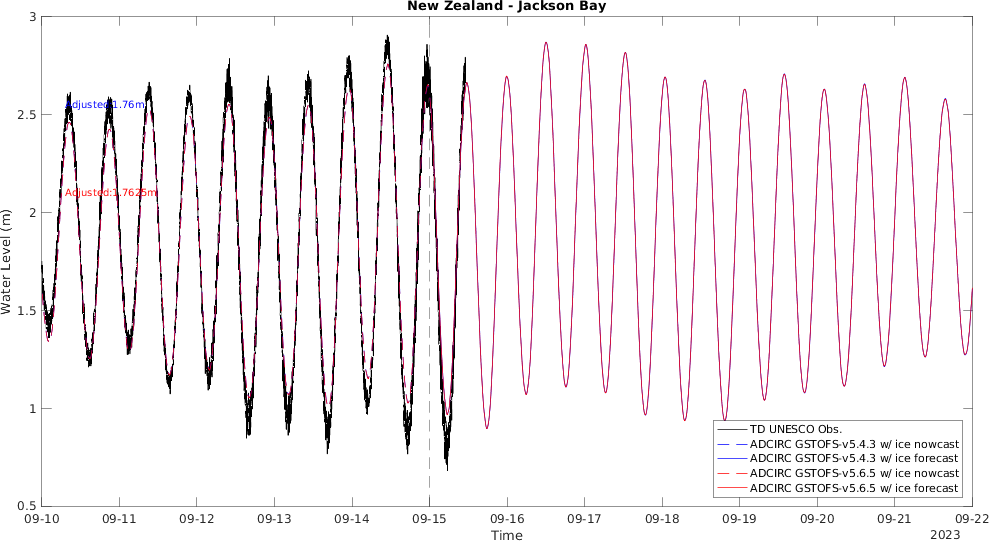 New Zealand - Jackson Bay
3
2.5
2
1.5
1
0.5
Water Level (m)
Adjusted:1.76m
Adjusted:1.7625m
TD UNESCO Obs.
ADCIRC GSTOFS-v5.4.3 w/ ice nowcast
ADCIRC GSTOFS-v5.4.3 w/ ice forecast
ADCIRC GSTOFS-v5.6.5 w/ ice nowcast
ADCIRC GSTOFS-v5.6.5 w/ ice forecast
09-10 09-11 09-12 09-13 09-14 09-15 09-16 09-17 09-18 09-19 09-20 09-21 09-22
Time
2023